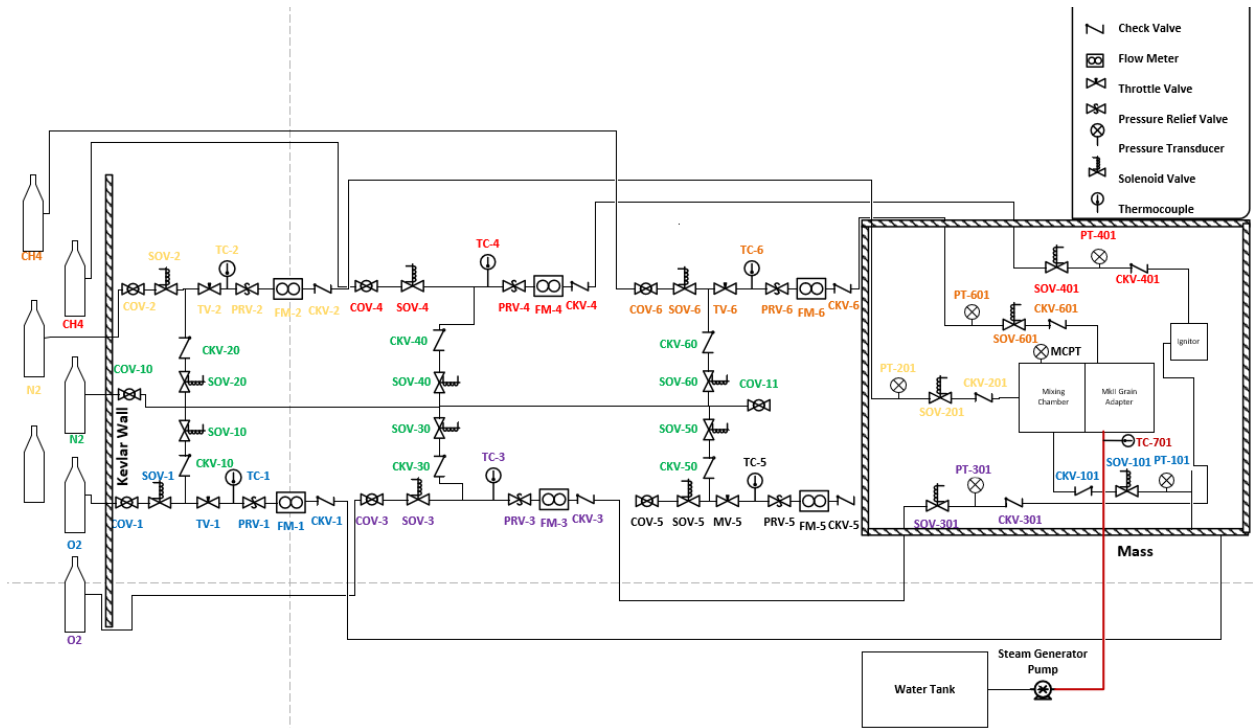 Check Valve
Flow Meter
Throttle Valve
Pressure Relief Valve
Pressure Transducer
Solenoid Valve
Thermocouple
CH4
CH4
N2
N2
O2
O2
Kevlar Wall
SOV-2
TC-2
COV-2
TV-2
PRV-2
FM-2
CKV-2
TC-4
COV-4
SOV-4
PRV-4
FM-4
CKV-4
TC-6
COV-6
SOV-6
TV-6
PRV-6
FM-6
CKV-6
CKV-20
SOV-20
COV-10
SOV-10
CKV-10
CKV-40
SOV-40
SOV-30
CKV-30
CKV-60
SOV-60
COV-11
SOV-50
CKV-50
SOV-1
TC-1
COV-1
TV-1
PRV-1
FM-1
CKV-1
TC-3
COV-3
SOV-3
PRV-3
FM-3
CKV-3
TC-5
COV-5
SOV-5
MV-5
PRV-5
FM-5
CKV-5
PT-401
SOV-401
CKV-401
PT-601
CKV-601
SOV-601
MCPT
Ignitor
PT-201
CKV-201
SOV-201
Mixing
Chamber
MkII Grain
Adapter
TC-701
PT-301
SOV-301
CKV-301
CKV-101
SOV-101
PT-101
Mass
Steam Generator
Pump
Water Tank